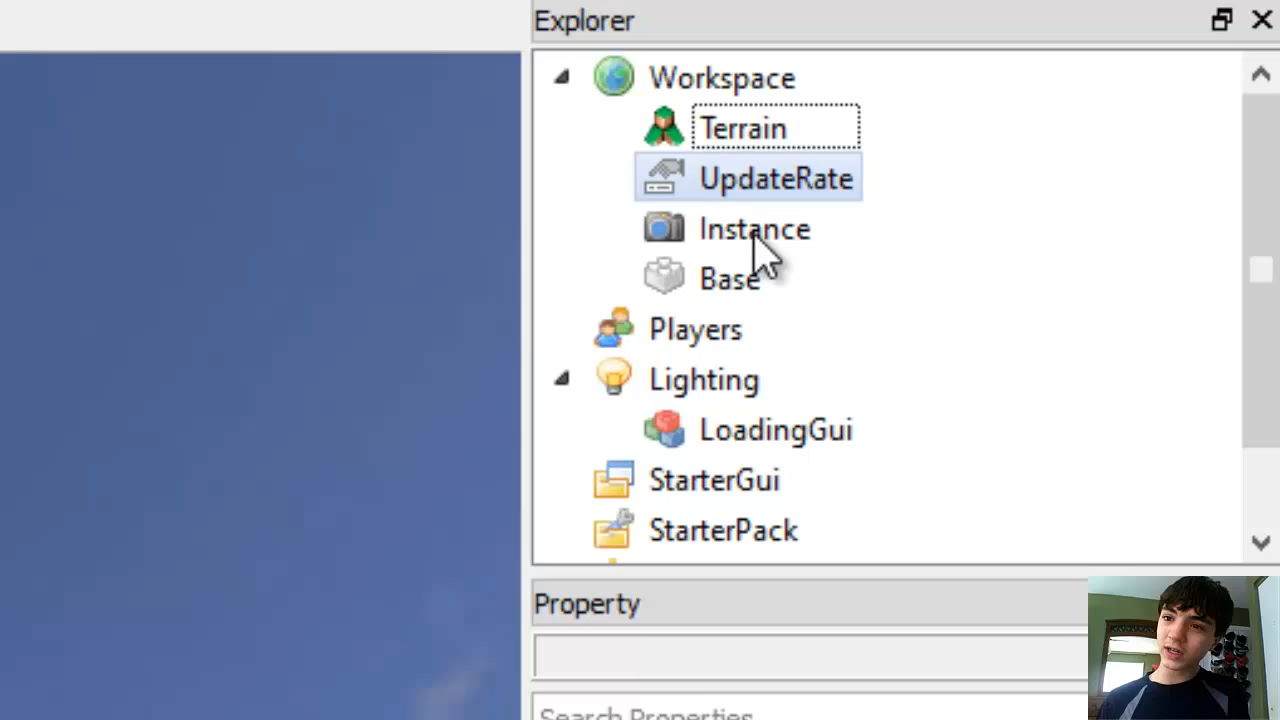 Explorer
Workspace
Terrain
UpdateRate
Instance
Base
Players
Lighting
LoadingGui
StarterGui
StarterPack
Property
Search Properties